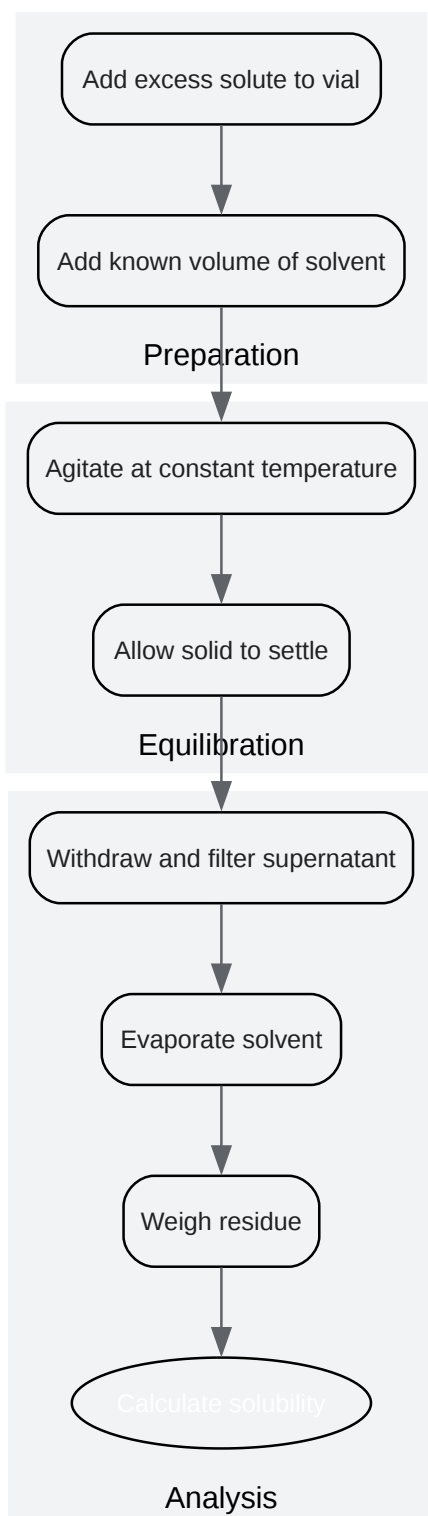 Add excess solute to vial
Add known volume of solvent
Preparation
Agitate at constant temperature
Allow solid to settle
Equilibration
Withdraw and filter supernatant
Evaporate solvent
Weigh residue
Calculate solubility
Analysis